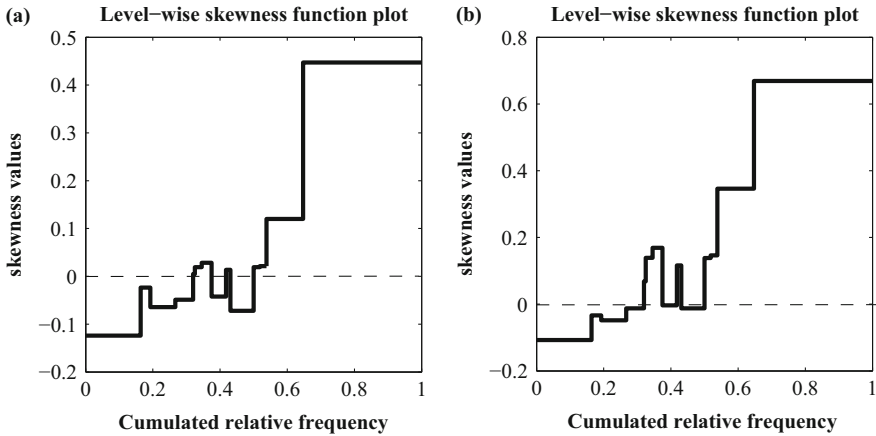 (a)
Level−wise skewness function plot
0.5
0.4
0.3
0.2
0.1
0
−0.1
−0.2
skewness values
0 0.2 0.4 0.6 0.8 1
Cumulated relative frequency
(b)
Level−wise skewness function plot
0.8
0.6
0.4
0.2
0
−0.2
skewness values
0 0.2 0.4 0.6 0.8 1
Cumulated relative frequency